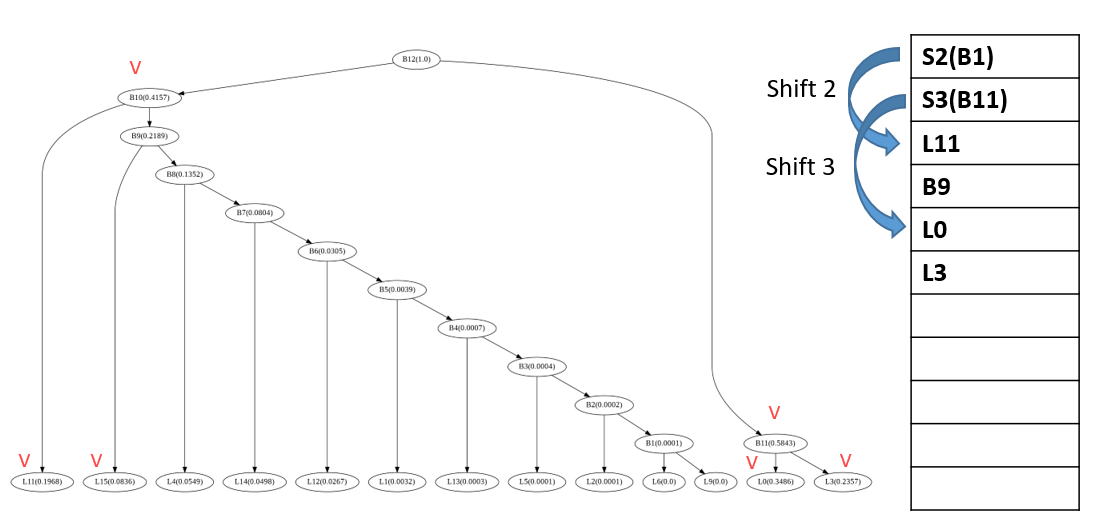 V
B12(1.0)
B10(0.4157)
B9(0.2189)
B8(0.1352)
B7(0.0804)
B6(0.0305)
B5(0.0039)
B4(0.0007)
B3(0.0004)
B2(0.0002)
V
B1(0.0001)
B11(0.5843)
V
V
V
V
L11(0.1968)
L15(0.0836)
L4(0.0549)
L14(0.0498)
L12(0.0267)
L1(0.0032)
L13(0.0003)
L5(0.0001)
L2(0.0001)
L6(0.0)
L9(0.0)
L0(0.3486)
L3(0.2357)
Shift 2
Shift 3
S2(B1)
S3(B11)
L11
B9
L0
L3